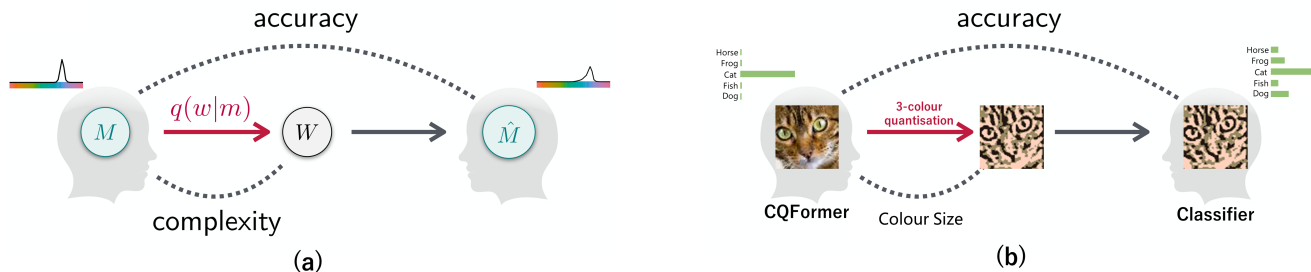 accuracy
M
q(w|m)
W
M̂
complexity
(a)
accuracy
Horse
Frog
Cat
Fish
Dog
3-colour
quantisation
Horse
Frog
Cat
Fish
Dog
CQFormer
Colour Size
Classifier
(b)